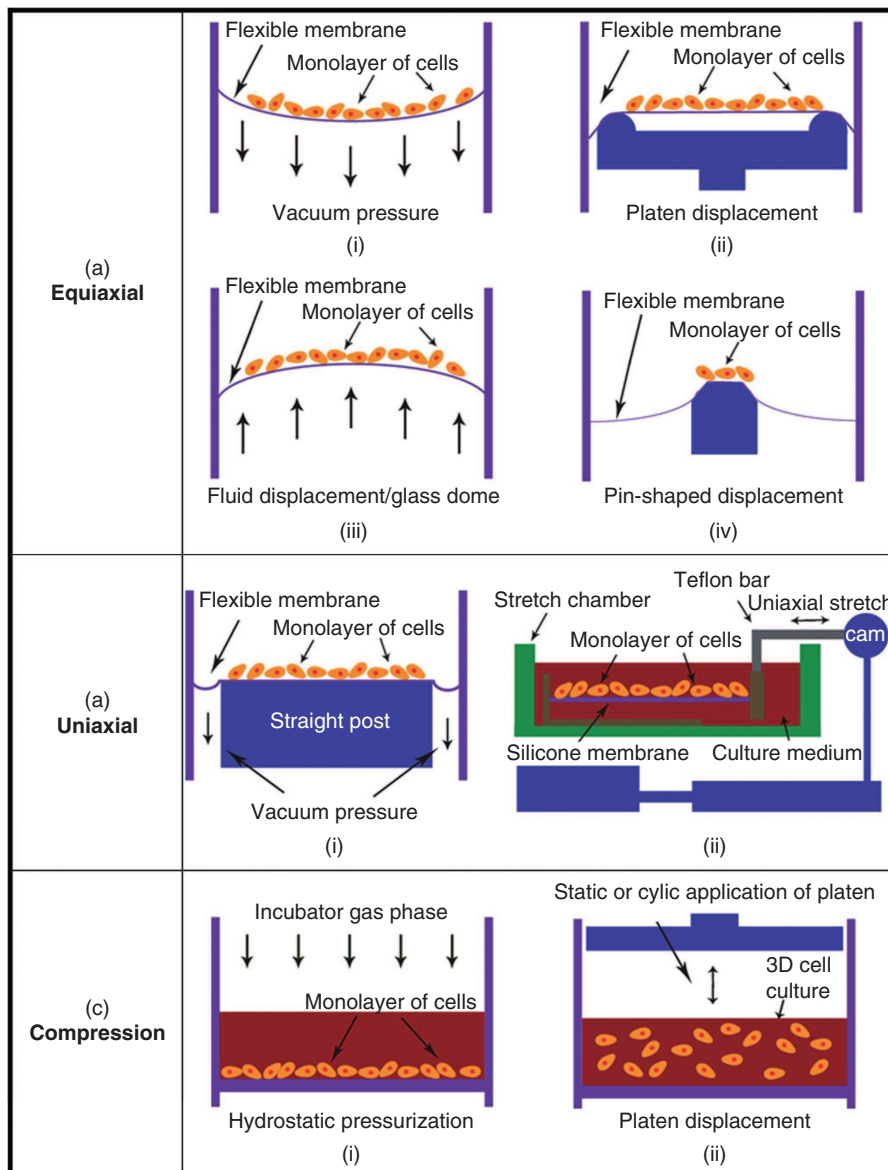 (a)
Equiaxial
Flexible membrane
Monolayer of cells
Vacuum pressure
(i)
Flexible membrane
Monolayer of cells
Platen displacement
(ii)
Flexible membrane
Monolayer of cells
Fluid displacement/glass dome
(iii)
Flexible membrane
Monolayer of cells
Pin-shaped displacement
(iv)
(a)
Uniaxial
Flexible membrane
Monolayer of cells
Straight post
Vacuum pressure
(i)
Teflon bar
Stretch chamber
Uniaxial stretch
cam
Monolayer of cells
Silicone membrane
Culture medium
(ii)
(c)
Compression
Incubator gas phase
Monolayer of cells
Hydrostatic pressurization
(i)
Static or cylic application of platen
3D cell
culture
Platen displacement
(ii)